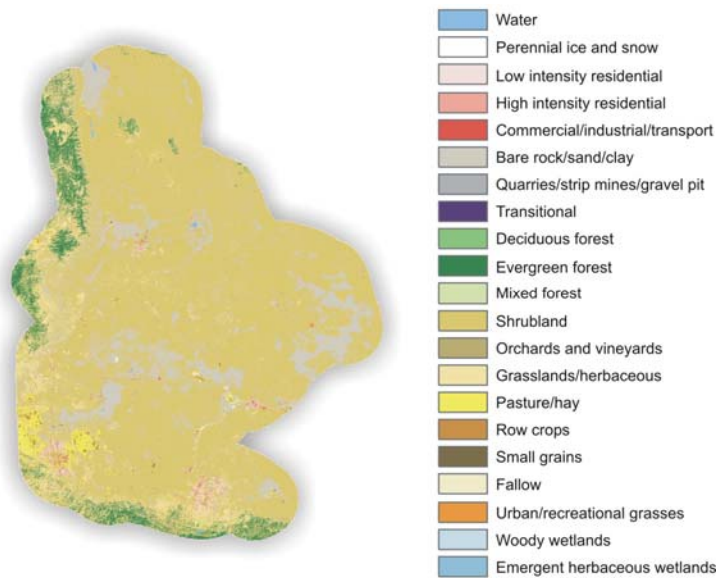 Water
Perennial ice and snow
Low intensity residential
High intensity residential
Commercial/industrial/transport
Bare rock/sand/clay
Quarries/strip mines/gravel pit
Transitional
Deciduous forest
Evergreen forest
Mixed forest
Shrubland
Orchards and vineyards
Grasslands/herbaceous
Pasture/hay
Row crops
Small grains
Fallow
Urban/recreational grasses
Woody wetlands
Emergent herbaceous wetlands